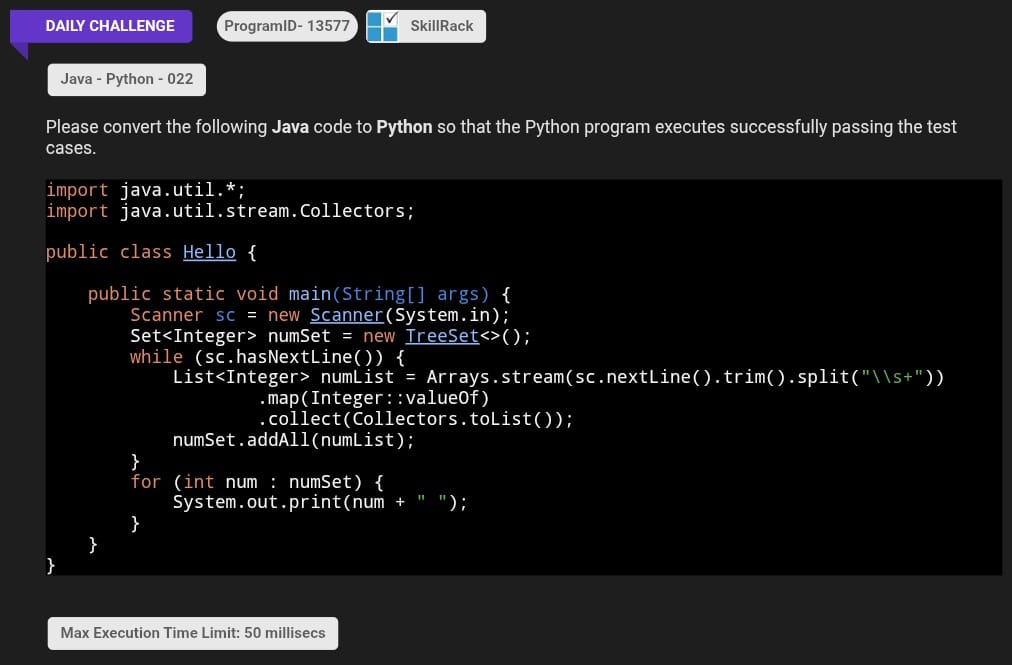 DAILY CHALLENGE
ProgramID- 13577
SkillRack
Java - Python - 022
Please convert the following Java code to Python so that the Python program executes successfully passing the test
cases.
import java.util.*;
import java.util.stream.Collectors;
public class Hello {
    public static void main(String[] args) {
        Scanner sc = new Scanner(System.in);
        Set<Integer> numSet = new TreeSet<>();
        while (sc.hasNextLine()) {
            List<Integer> numList = Arrays.stream(sc.nextLine().trim().split("\\s+"))
                    .map(Integer::valueOf)
                    .collect(Collectors.toList());
            numSet.addAll(numList);
        }
        for (int num : numSet) {
            System.out.print(num + " ");
        }
    }
}
Max Execution Time Limit: 50 millisecs